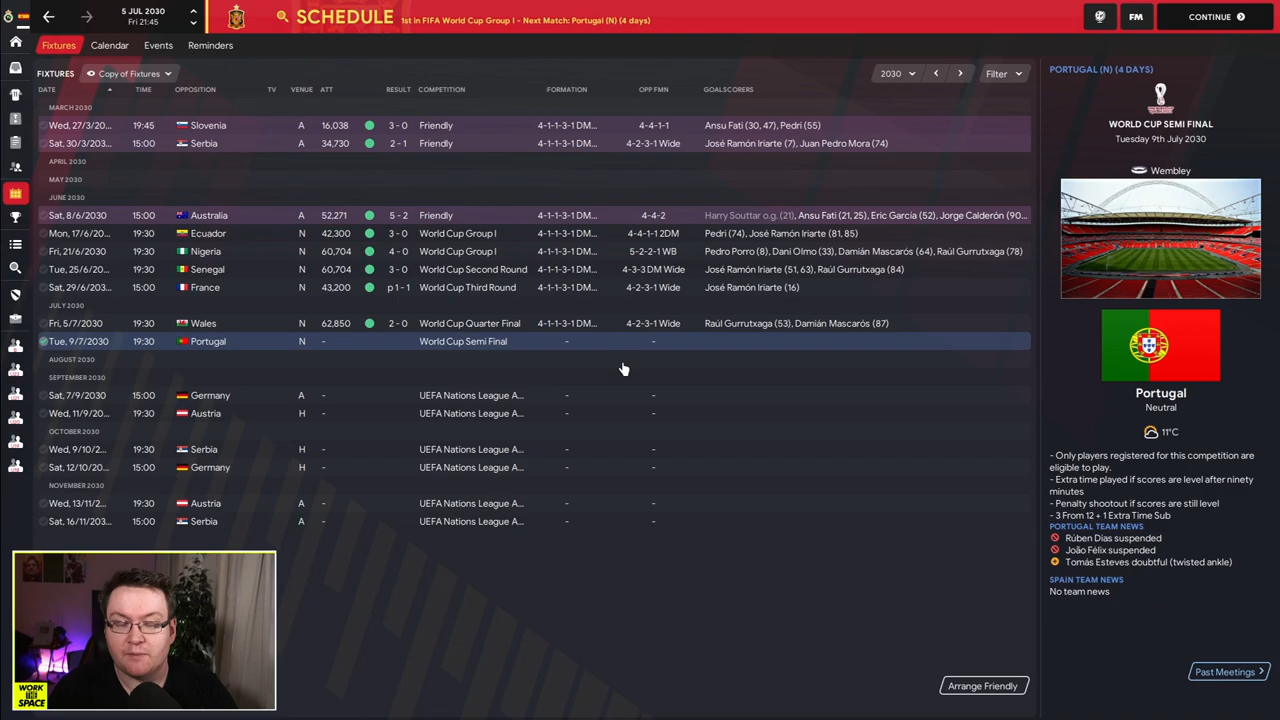 5 JUL 2030
Fri 21:45
SCHEDULE
1st in FIFA World Cup Group I - Next Match: Portugal (N) (4 days)
FM
CONTINUE
Fixtures
Calendar
Events
Reminders
FIXTURES
Copy of Fixtures
2030
Filter
DATE TIME OPPOSITION TV VENUE ATT RESULT COMPETITION FORMATION OPP FMN GOALSCORERS
MARCH 2030
Wed, 27/3/20... 19:45 Slovenia A 16,038 3 - 0 Friendly 4-1-1-3-1 DM... 4-4-1-1 Ansu Fati (30, 47), Pedri (55)
Sat, 30/3/203... 15:00 Serbia A 34,730 2 - 1 Friendly 4-1-1-3-1 DM... 4-2-3-1 Wide José Ramón Iriarte (7), Juan Pedro Mora (74)
APRIL 2030
MAY 2030
JUNE 2030
Sat, 8/6/2030 15:00 Australia A 52,271 5 - 2 Friendly 4-1-1-3-1 DM... 4-4-2 Harry Souttar o.g. (21), Ansu Fati (21, 25), Eric García (52), Jorge Calderón (90...
Mon, 17/6/20... 19:30 Ecuador N 42,300 3 - 0 World Cup Group I 4-1-1-3-1 DM... 4-4-1-1 2DM Pedri (74), José Ramón Iriarte (81, 85)
Fri, 21/6/2030 19:30 Nigeria N 60,704 4 - 0 World Cup Group I 4-1-1-3-1 DM... 5-2-2-1 WB Pedro Porro (8), Dani Olmo (33), Damián Mascarós (64), Raúl Gurrutxaga (78)
Tue, 25/6/20... 19:30 Senegal N 60,704 3 - 0 World Cup Second Round 4-1-1-3-1 DM... 4-3-3 DM Wide José Ramón Iriarte (51, 63), Raúl Gurrutxaga (84)
Sat, 29/6/203... 19:30 France N 43,200 p 1 - 1 World Cup Third Round 4-1-1-3-1 DM... 4-2-3-1 Wide José Ramón Iriarte (16)
JULY 2030
Fri, 5/7/2030 19:30 Wales N 62,850 2 - 0 World Cup Quarter Final 4-1-1-3-1 DM... 4-2-3-1 Wide Raúl Gurrutxaga (53), Damián Mascarós (87)
Tue, 9/7/2030 19:30 Portugal N - World Cup Semi Final - -
AUGUST 2030
SEPTEMBER 2030
Sat, 7/9/2030 15:00 Germany A - UEFA Nations League A... - -
Wed, 11/9/20... 19:30 Austria H - UEFA Nations League A... - -
OCTOBER 2030
Wed, 9/10/2... 19:30 Serbia H - UEFA Nations League A... - -
Sat, 12/10/20... 15:00 Germany H - UEFA Nations League A... - -
NOVEMBER 2030
Wed, 13/11/2... 19:30 Austria A - UEFA Nations League A... - -
Sat, 16/11/203... 15:00 Serbia A - UEFA Nations League A... - -
Arrange Friendly
PORTUGAL (N) (4 DAYS)
WORLD CUP SEMI FINAL
Tuesday 9th July 2030
Wembley
Portugal
Neutral
11°C
- Only players registered for this competition are
eligible to play.
- Extra time played if scores are level after ninety
minutes
- Penalty shootout if scores are still level
- 3 From 12 + 1 Extra Time Sub
PORTUGAL TEAM NEWS
Rúben Dias suspended
João Félix suspended
Tomás Esteves doubtful (twisted ankle)
SPAIN TEAM NEWS
No team news
Past Meetings
WORK
THE
SPACE